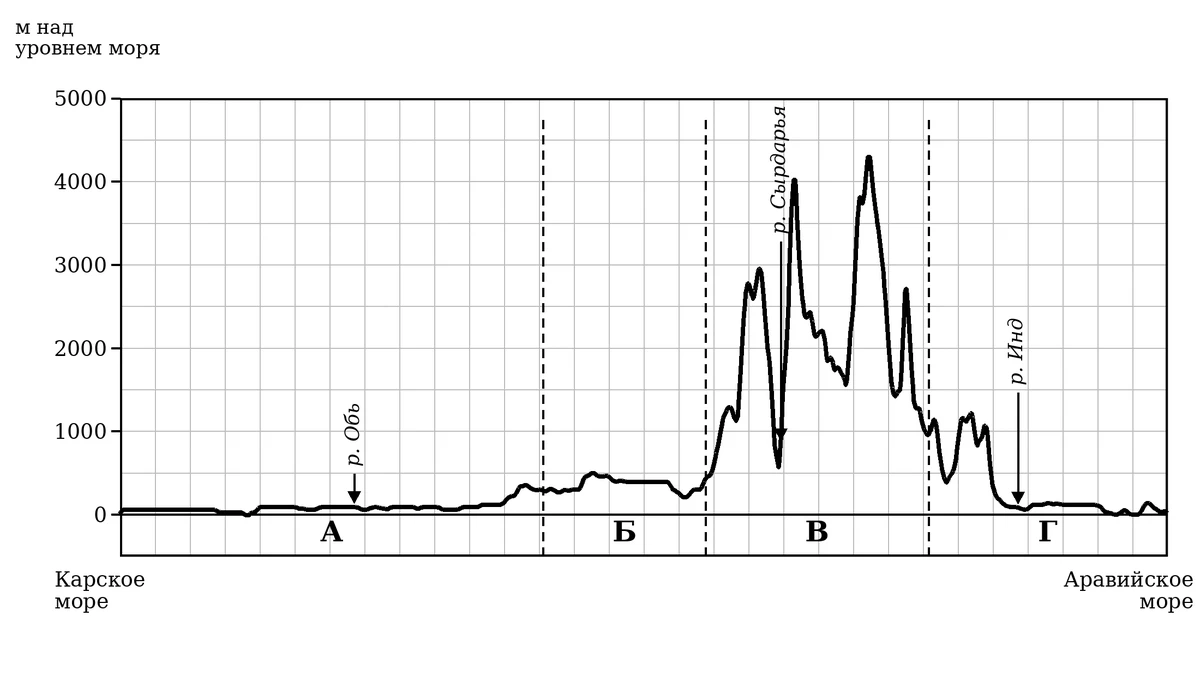 м над
уровнем моря
5000
4000
3000
2000
1000
0
р. Обь
р. Сырдарья
р. Инд
А
Б
В
Г
Карское
море
Аравийское
море